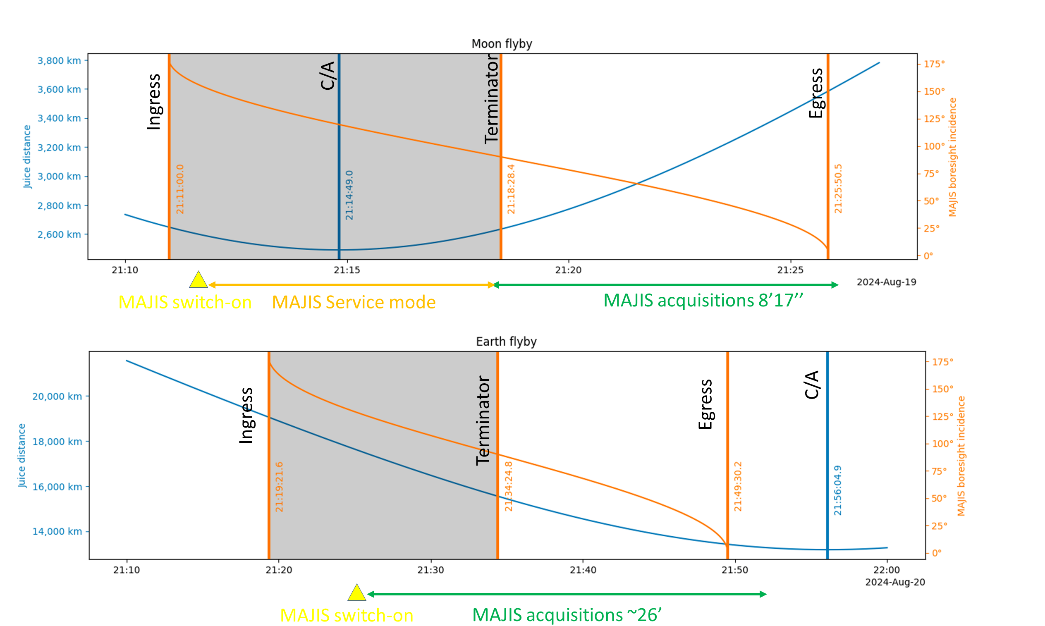 Moon flyby
3,800 km
3,600 km
3,400 km
3,200 km
3,000 km
2,800 km
2,600 km
Juice distance
Ingress
21:11:00.0
C/A
21:14:49.0
Terminator
21:18:28.4
Egress
21:25:50.5
175°
150°
125°
100°
75°
50°
25°
0°
MAJIS boresight incidence
21:10
21:15
21:20
21:25
2024-Aug-19
MAJIS switch-on
MAJIS Service mode
MAJIS acquisitions 8'17''
Earth flyby
20,000 km
18,000 km
16,000 km
14,000 km
Juice distance
Ingress
21:19:21.6
Terminator
21:34:24.8
Egress
21:49:30.2
C/A
21:56:04.9
175°
150°
125°
100°
75°
50°
25°
0°
MAJIS boresight incidence
21:10
21:20
21:30
21:40
21:50
22:00
2024-Aug-20
MAJIS switch-on
MAJIS acquisitions ~26'